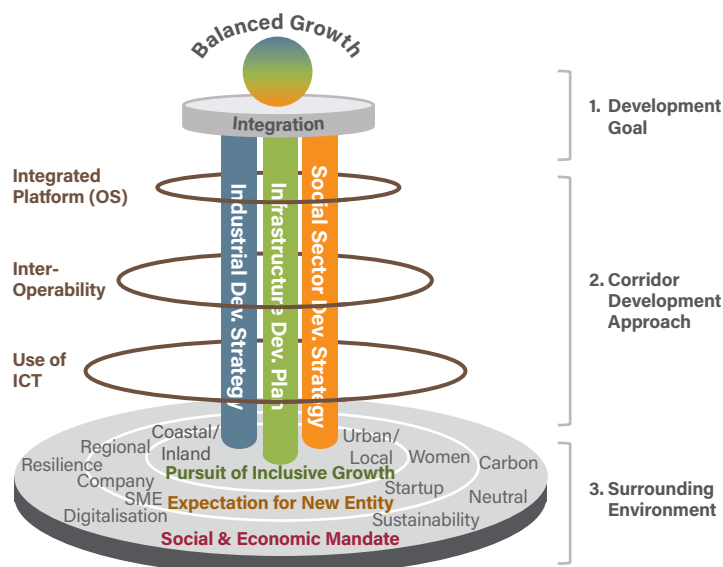 Balanced Growth
Integration
1. Development
Goal
Integrated
Platform (OS)
Inter-
Operability
Use of
ICT
Industrial Dev. Strategy
Infrastructure Dev. Plan
Social Sector Dev. Strategy
2. Corridor
Development
Approach
Coastal/
Inland
Urban/
Local
Regional
Women
Resilience
Carbon
Pursuit of Inclusive Growth
Company
Startup
SME
Neutral
Expectation for New Entity
Digitalisation
Sustainability
Social & Economic Mandate
3. Surrounding
Environment